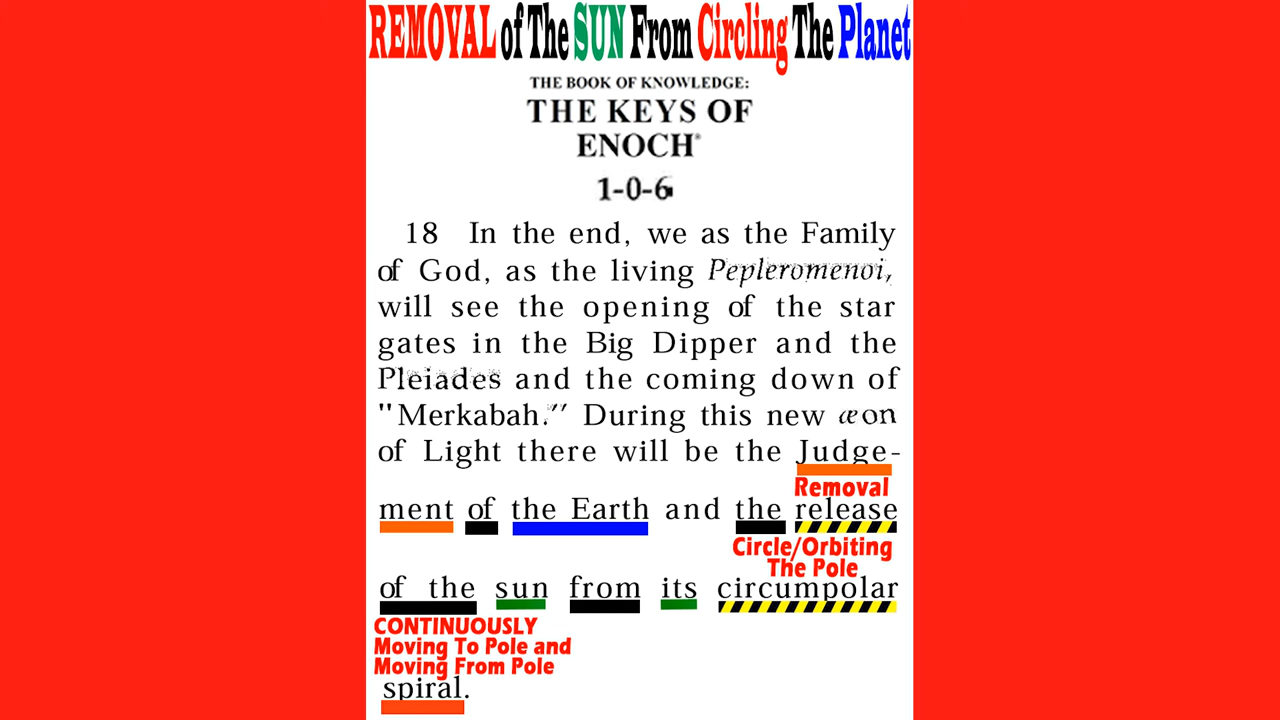 REMOVAL of The SUN From Circling The Planet
THE BOOK OF KNOWLEDGE:
THE KEYS OF
ENOCH®
1-0-6
18 In the end, we as the Family
of God, as the living Pepleromenoi,
will see the opening of the star
gates in the Big Dipper and the
Pleiades and the coming down of
"Merkabah." During this new æon
of Light there will be the Judge-
Removal
ment of the Earth and the release
Circle/Orbiting
The Pole
of the sun from its circumpolar
CONTINUOUSLY
Moving To Pole and
Moving From Pole
spiral.